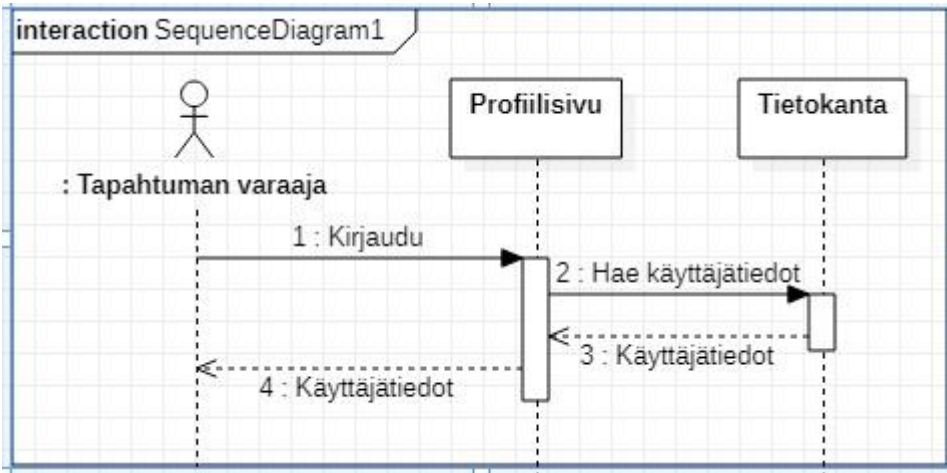 interaction SequenceDiagram1
Profiilisivu
Tietokanta
: Tapahtuman varaaja
1 : Kirjaudu
2 : Hae käyttäjätiedot
3 : Käyttäjätiedot
4 : Käyttäjätiedot